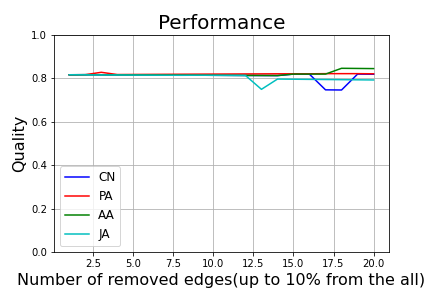 Performance
Quality
1.0
0.8
0.6
0.4
0.2
0.0
CN
PA
AA
JA
2.5 5.0 7.5 10.0 12.5 15.0 17.5 20.0
Number of removed edges(up to 10% from the all)